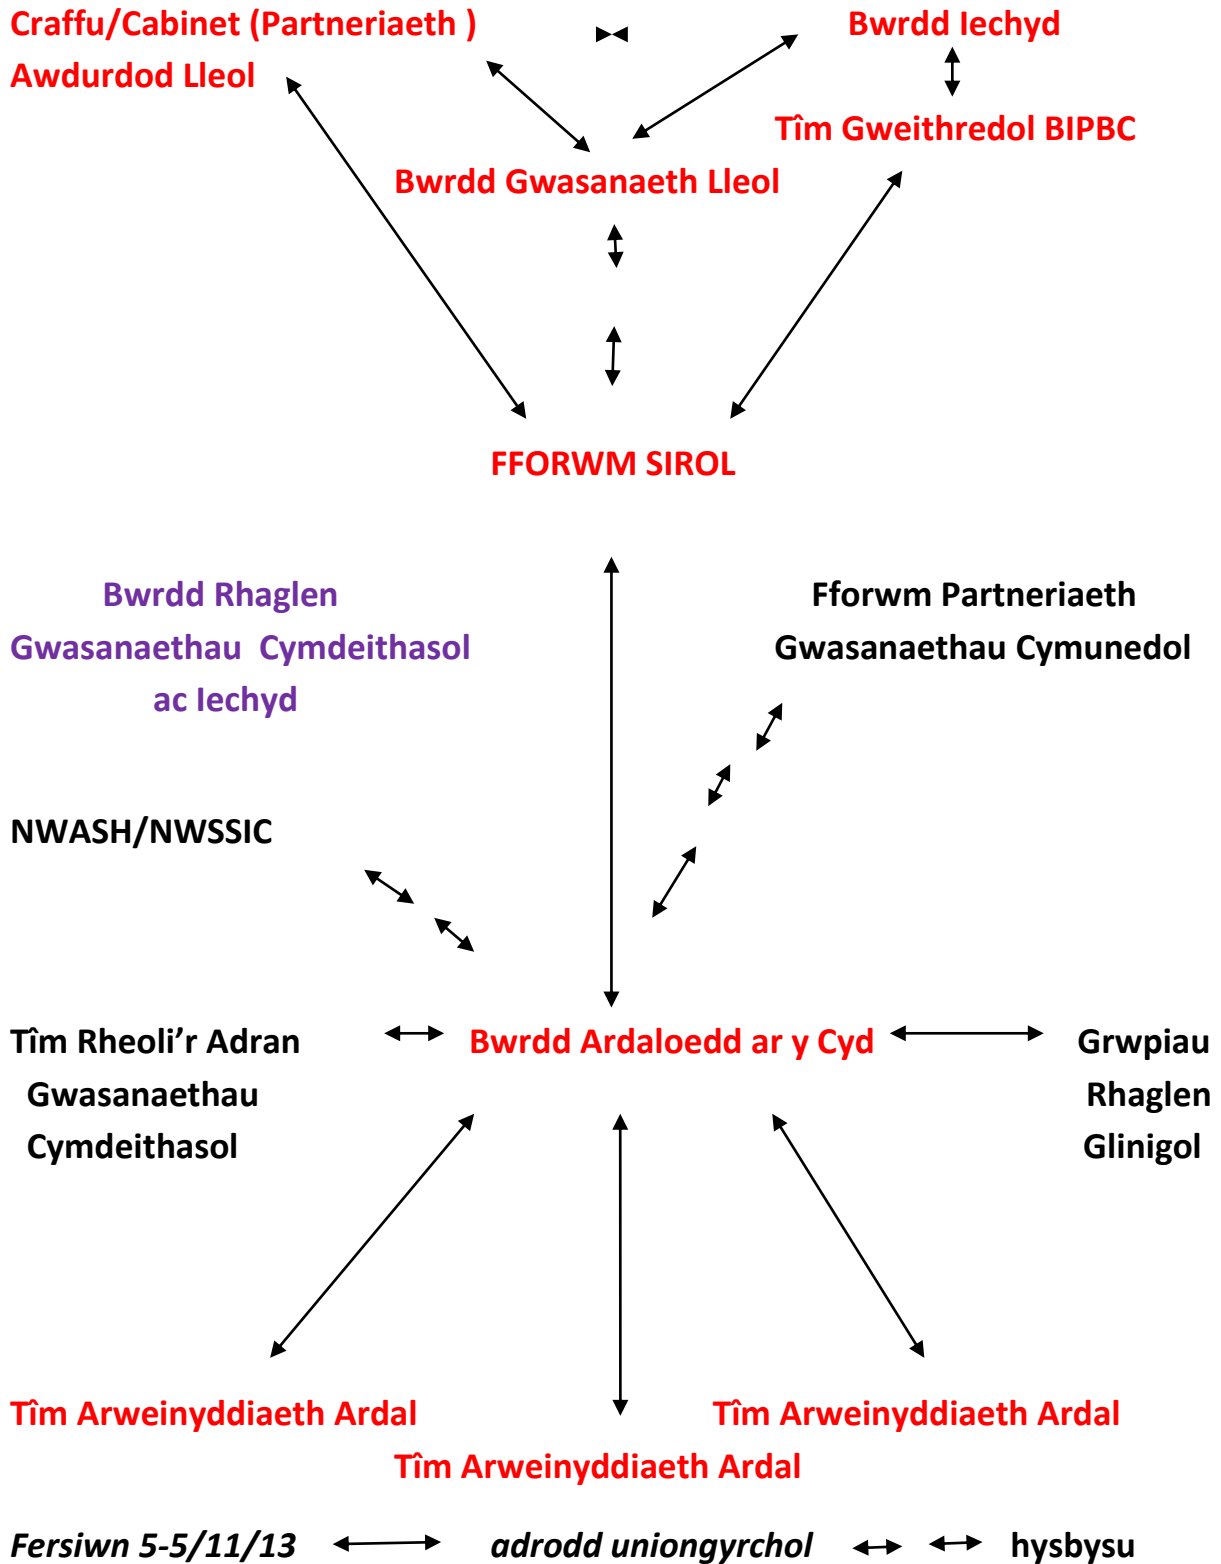 Craffu/Cabinet (Partneriaeth )
Awdurdod Lleol
Bwrdd Iechyd
Tîm Gweithredol BIPBC
Bwrdd Gwasanaeth Lleol
FFORWM SIROL
Bwrdd Rhaglen
Gwasanaethau Cymdeithasol
ac Iechyd
Fforwm Partneriaeth
Gwasanaethau Cymunedol
NWASH/NWSSIC
Tîm Rheoli’r Adran
Gwasanaethau
Cymdeithasol
Bwrdd Ardaloedd ar y Cyd
Grwpiau
Rhaglen
Glinigol
Tîm Arweinyddiaeth Ardal
Tîm Arweinyddiaeth Ardal
Tîm Arweinyddiaeth Ardal
Fersiwn 5-5/11/13 adrodd uniongyrchol hysbysu